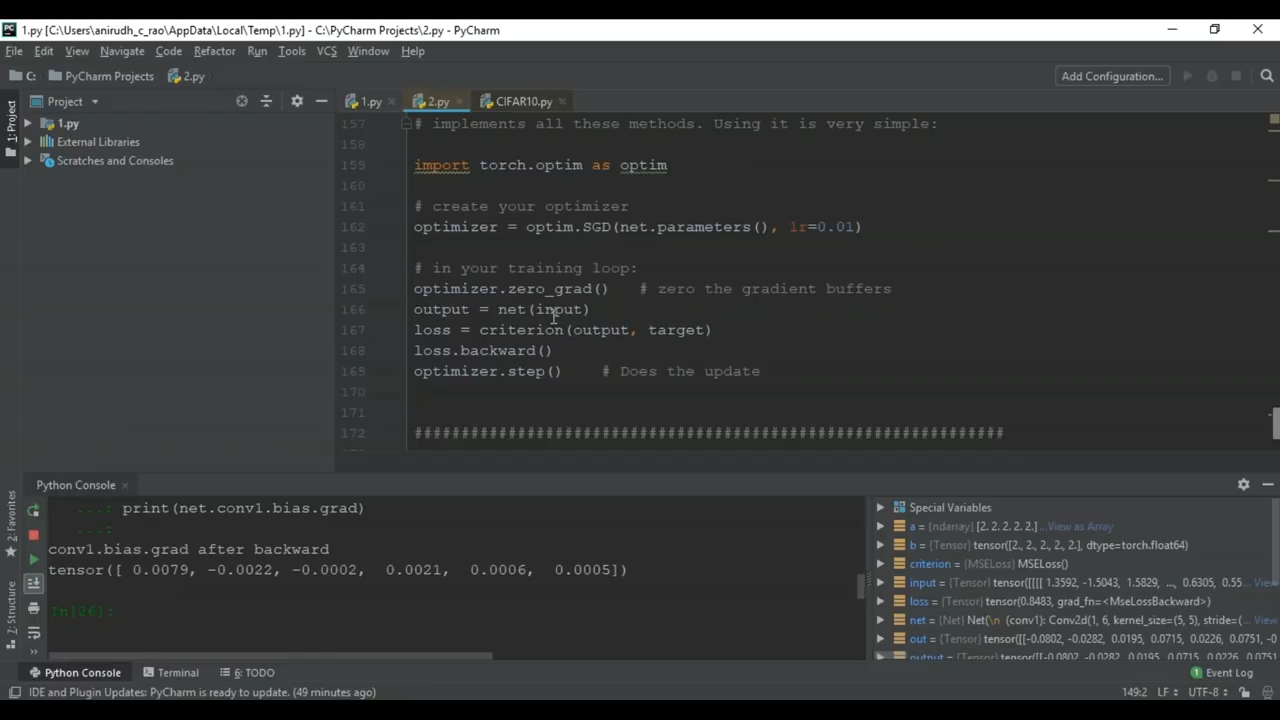 1.py [C:\Users\anirudh_c_rao\AppData\Local\Temp\1.py] - C:\PyCharm Projects\2.py - PyCharm
File Edit View Navigate Code Refactor Run Tools VCS Window Help
C: PyCharm Projects 2.py Add Configuration...
1: Project
Project
1.py 2.py CIFAR10.py
1.py
External Libraries
Scratches and Consoles
157 # implements all these methods. Using it is very simple:
158
159 import torch.optim as optim
160
161 # create your optimizer
162 optimizer = optim.SGD(net.parameters(), lr=0.01)
163
164 # in your training loop:
165 optimizer.zero_grad() # zero the gradient buffers
166 output = net(input)
167 loss = criterion(output, target)
168 loss.backward()
169 optimizer.step() # Does the update
170
171
172 ###############################################################
2: Favorites
7: Structure
Python Console
...: print(net.conv1.bias.grad)
...:
conv1.bias.grad after backward
tensor([ 0.0079, -0.0022, -0.0002, 0.0021, 0.0006, 0.0005])
In[26]:
Special Variables
a = {ndarray} [2. 2. 2. 2. 2.] ...View as Array
b = {Tensor} tensor([2., 2., 2., 2., 2.], dtype=torch.float64)
criterion = {MSELoss} MSELoss()
input = {Tensor} tensor([[[[ 1.3592, -1.5043, 1.5829, ..., 0.6305, 0.55... View
loss = {Tensor} tensor(0.8483, grad_fn=<MseLossBackward>)
net = {Net} Net(\n (conv1): Conv2d(1, 6, kernel_size=(5, 5), stride=(... View
out = {Tensor} tensor([[-0.0802, -0.0282, 0.0195, 0.0715, 0.0226, 0.0751, -0
output = {Tensor} tensor([[-0.0802, -0.0282, 0.0195, 0.0715, 0.0226, 0.0751
Python Console Terminal 6: TODO 1 Event Log
IDE and Plugin Updates: PyCharm is ready to update. (49 minutes ago) 149:2 LF UTF-8